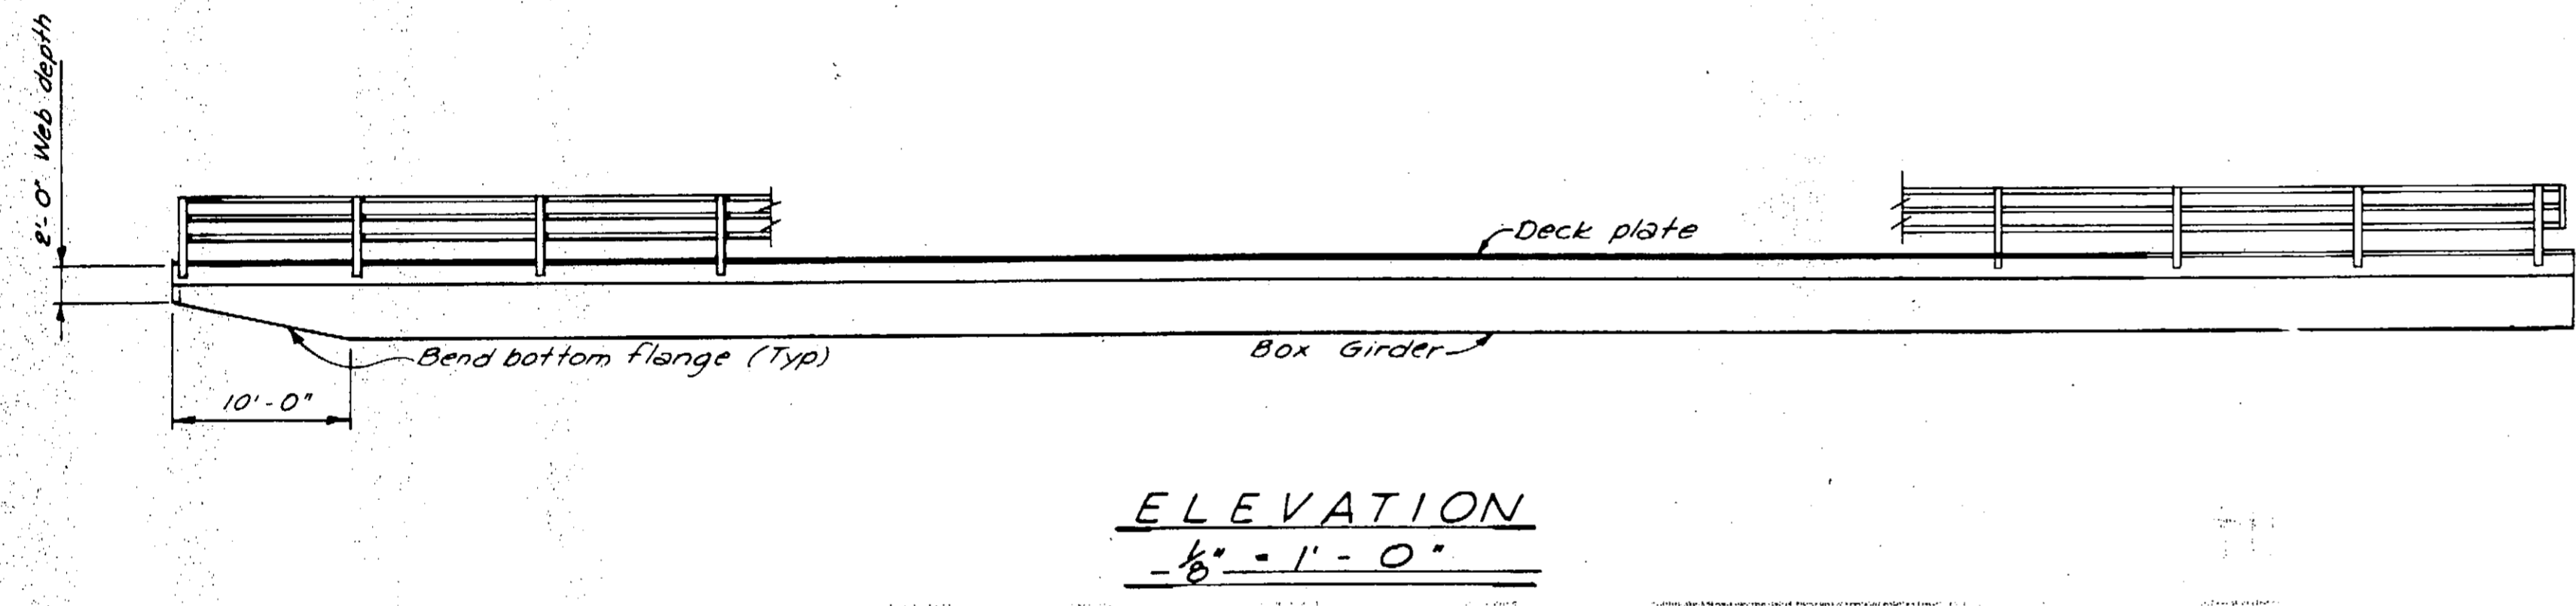 2'-0" Web depth
Deck plate
Bend bottom flange (Typ)
Box Girder
10'-0"
ELEVATION
1/8" = 1'-0"